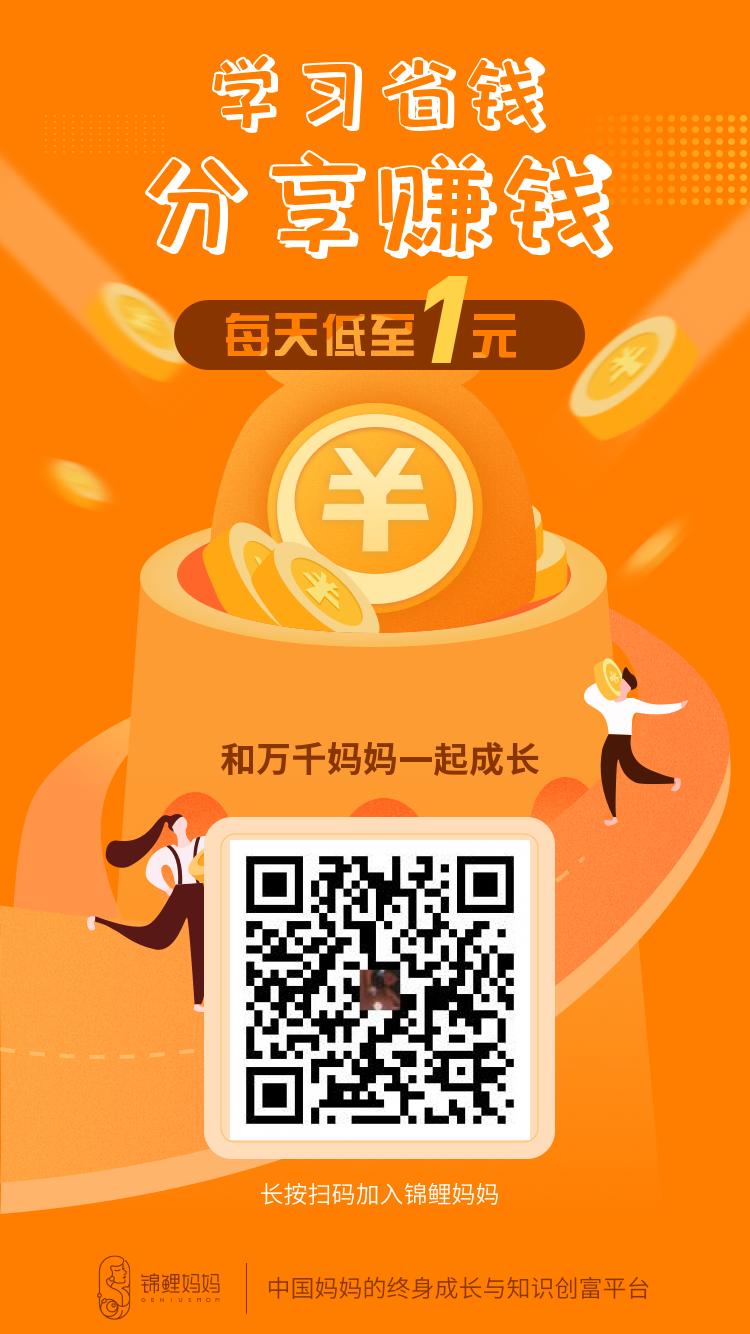 学习省钱
分享赚钱
每天低至1元
和万千妈妈一起成长
长按扫码加入锦鲤妈妈
锦鲤妈妈
GENIUSMOM
中国妈妈的终身成长与知识创富平台